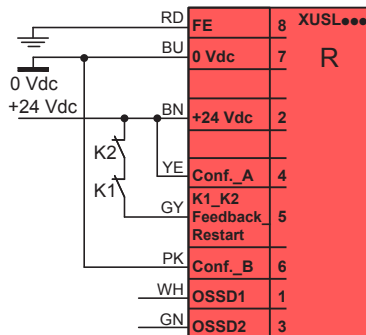 RD FE 8 XUSL●●●
BU 0 Vdc 7 R
0 Vdc
+24 Vdc BN +24 Vdc 2
K2
YE Conf._A 4
K1 K1_K2
GY Feedback_ 5
Restart
PK Conf._B 6
WH OSSD1 1
GN OSSD2 3